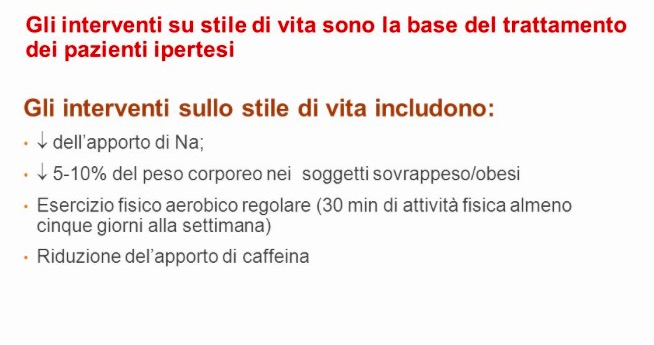 Gli interventi su stile di vita sono la base del trattamento
dei pazienti ipertesi
Gli interventi sullo stile di vita includono:
• ↓ dell'apporto di Na;
• ↓ 5-10% del peso corporeo nei soggetti sovrappeso/obesi
• Esercizio fisico aerobico regolare (30 min di attività fisica almeno
cinque giorni alla settimana)
• Riduzione del'apporto di caffeina